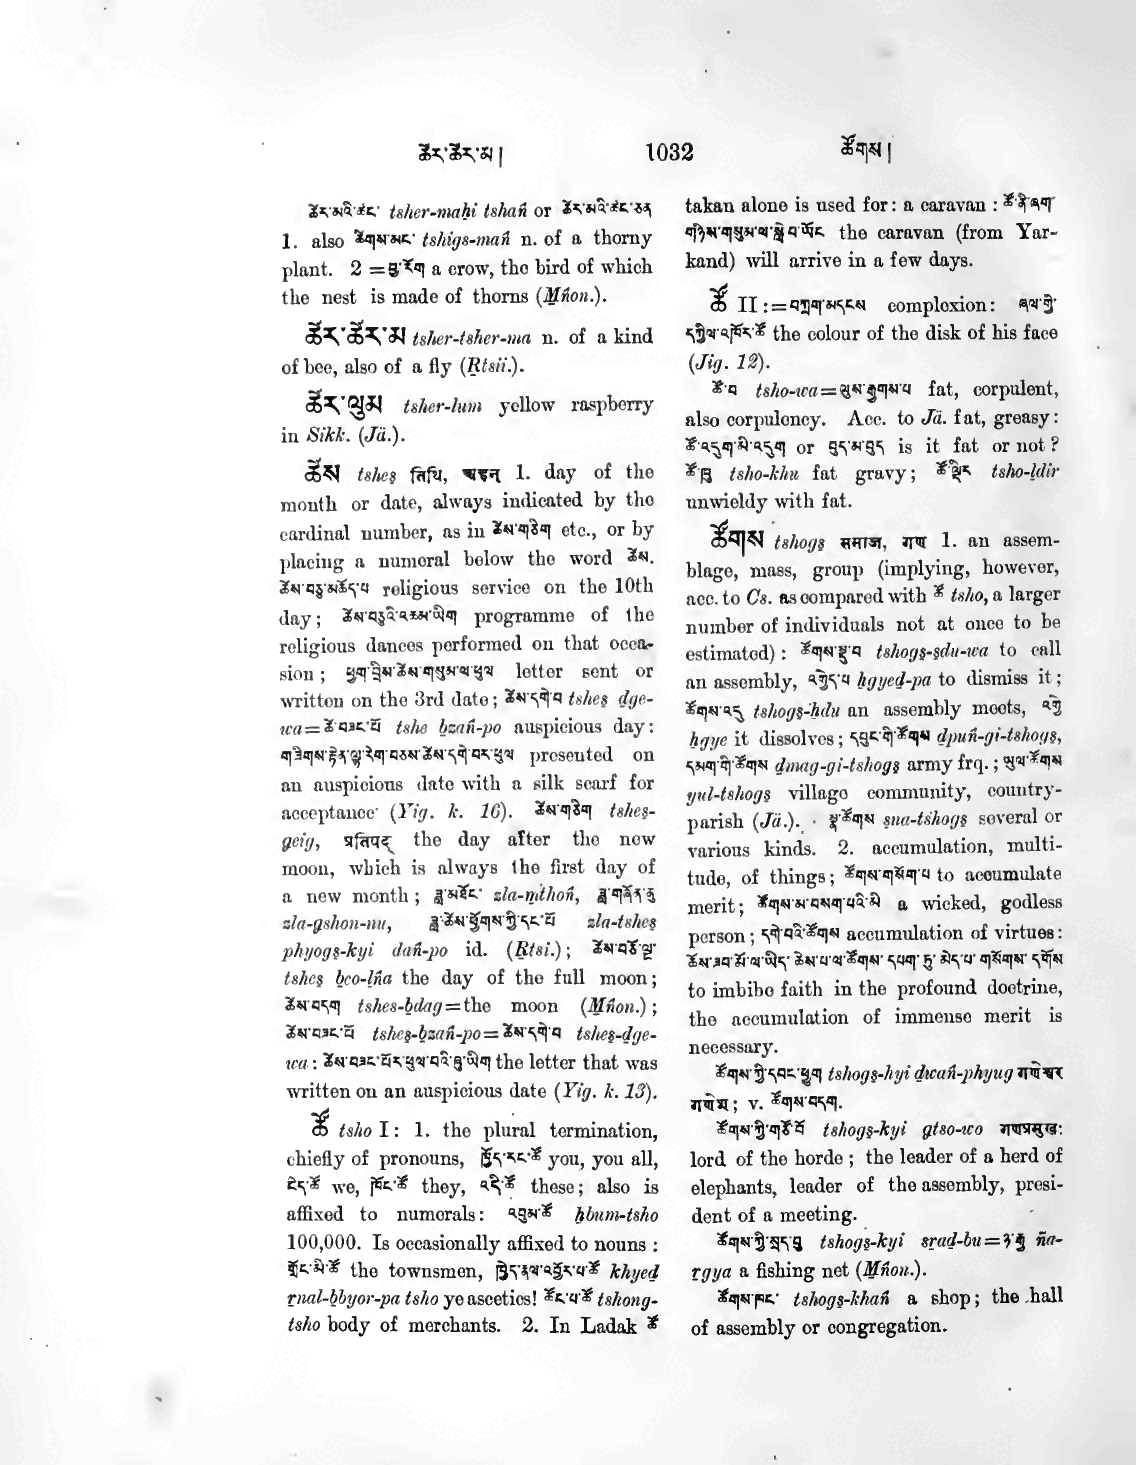 ཚེར་ཚེར་མ།
1032
ཚོགས།
ཚེར་མའི་ཚང་ tsher-maḥi tshaṅ or ཚེར་མའི་ཚང་ཅན
1. also ཚིགས་མང་ tshigs-maṅ n. of a thorny
plant. 2 = བྱ་རོག a crow, the bird of which
the nest is made of thorns (Mṅon.).
ཚེར་ཚེར་མ tsher-tsher-ma n. of a kind
of bee, also of a fly (Rtsii.).
ཚེར་ལུམ tsher-lum yellow raspberry
in Sikk. (Jä.).
ཚེས tshes तिथि, अहन् 1. day of the
month or date, always indicated by the
cardinal number, as in ཚེས་གཅིག etc., or by
placing a numeral below the word ཚེས.
ཚེས་བཅུ་མཆོད་པ religious service on the 10th
day; ཚེས་བཅུའི་འཆམ་ཡིག programme of the
religious dances performed on that occa-
sion; ཕྱག་བྲིས་ཚེས་གསུམ་ལ་ཕུལ letter sent or
written on the 3rd date; ཚེས་དགེ་བ tshes dge-
wa = ཚེ་བཟང་པོ tshe bzaṅ-po auspicious day:
གཟིགས་རྟེན་ལྷ་རེག་བཅས་ཚེས་དགེ་བར་ཕུལ presented on
an auspicious date with a silk scarf for
acceptance (Yig. k. 16). ཚེས་གཅིག tshes-
gcig, प्रतिपद् the day after the new
moon, which is always the first day of
a new month; ཟླ་མཐོང་ zla-mthoṅ, ཟླ་གཞོན་ནུ
zla-gshon-nu, ཟླ་ཚེས་ཕྱོགས་ཀྱི་དང་པོ zla-tshes
phyogs-kyi daṅ-po id. (Rtsi.); ཚེས་བཅོ་ལྔ་
tshes bco-lṅa the day of the full moon;
ཚེས་བདག tshes-bdag = the moon (Mṅon.);
ཚེས་བཟང་པོ tshes-bzaṅ-po = ཚེས་དགེ་བ tshes-dge-
wa: ཚེས་བཟང་པོར་ཕུལ་བའི་ཞུ་ཡིག the letter that was
written on an auspicious date (Yig. k. 13).
ཚོ tsho I: 1. the plural termination,
chiefly of pronouns, ཁྱོད་རང་ཚོ you, you all,
ངེད་ཚོ we, ཁོང་ཚོ they, འདི་ཚོ these; also is
affixed to numerals: འབུམ་ཚོ ḥbum-tsho
100,000. Is occasionally affixed to nouns:
གྲོང་མི་ཚོ the townsmen, ཁྱེད་རྣལ་འབྱོར་པ་ཚོ khyed
rnal-ḥbyor-pa tsho ye ascetics! ཚོང་པ་ཚོ tshong-
tsho body of merchants. 2. In Ladak ཚོ
takan alone is used for: a caravan: ཚོ་ནི་ཞག
གཉིས་གསུམ་ལ་སླེབ་ཡོང the caravan (from Yar-
kand) will arrive in a few days.
ཚོ II: = བཀྲག་མདངས complexion: ཞལ་གྱི་
དཀྱིལ་འཁོར་ཚོ the colour of the disk of his face
(Jig. 12).
ཚོ་བ tsho-wa = ལུས་རྒྱགས་པ fat, corpulent,
also corpulency. Acc. to Jä. fat, greasy:
ཚོ་འདུག་མི་འདུག or བུད་མ་བུད is it fat or not?
ཚོ་ཁུ tsho-khu fat gravy; ཚོ་ལྡིར tsho-ldir
unwieldy with fat.
ཚོགས tshogs समाज, गण 1. an assem-
blage, mass, group (implying, however,
acc. to Cs. as compared with ཚོ tsho, a larger
number of individuals not at once to be
estimated): ཚོགས་སྡུ་བ tshogs-sdu-wa to call
an assembly, འགྱེད་པ ḥgyed-pa to dismiss it;
ཚོགས་འདུ tshogs-ḥdu an assembly meets, འགྱེ
ḥgye it dissolves; དཔུང་གི་ཚོགས dpuṅ-gi-tshogs,
དམག་གི་ཚོགས dmag-gi-tshogs army frq.; ཡུལ་ཚོགས
yul-tshogs village community, country-
parish (Jä.). སྣ་ཚོགས sna-tshogs several or
various kinds. 2. accumulation, multi-
tude, of things; ཚོགས་གསོག་པ to accumulate
merit; ཚོགས་མ་བསག་པའི་མི a wicked, godless
person; དགེ་བའི་ཚོགས accumulation of virtues:
ཆོས་ཟབ་མོ་ལ་ཡིད་ཆེས་པ་ལ་ཚོགས་དཔག་ཏུ་མེད་པ་གསོགས་དགོས
to imbibe faith in the profound doctrine,
the accumulation of immense merit is
necessary.
ཚོགས་ཀྱི་དབང་ཕྱུག tshogs-hyi dwaṅ-phyug गणेश्वर
गणेश; v. ཚོགས་བདག.
ཚོགས་ཀྱི་གཙོ་བོ tshogs-kyi gtso-wo गणप्रमुखः
lord of the horde; the leader of a herd of
elephants, leader of the assembly, presi-
dent of a meeting.
ཚོགས་ཀྱི་སྲད་བུ tshogs-kyi srad-bu = ཉ་རྒྱ ña-
rgya a fishing net (Mṅon.).
ཚོགས་ཁང་ tshogs-khaṅ a shop; the hall
of assembly or congregation.